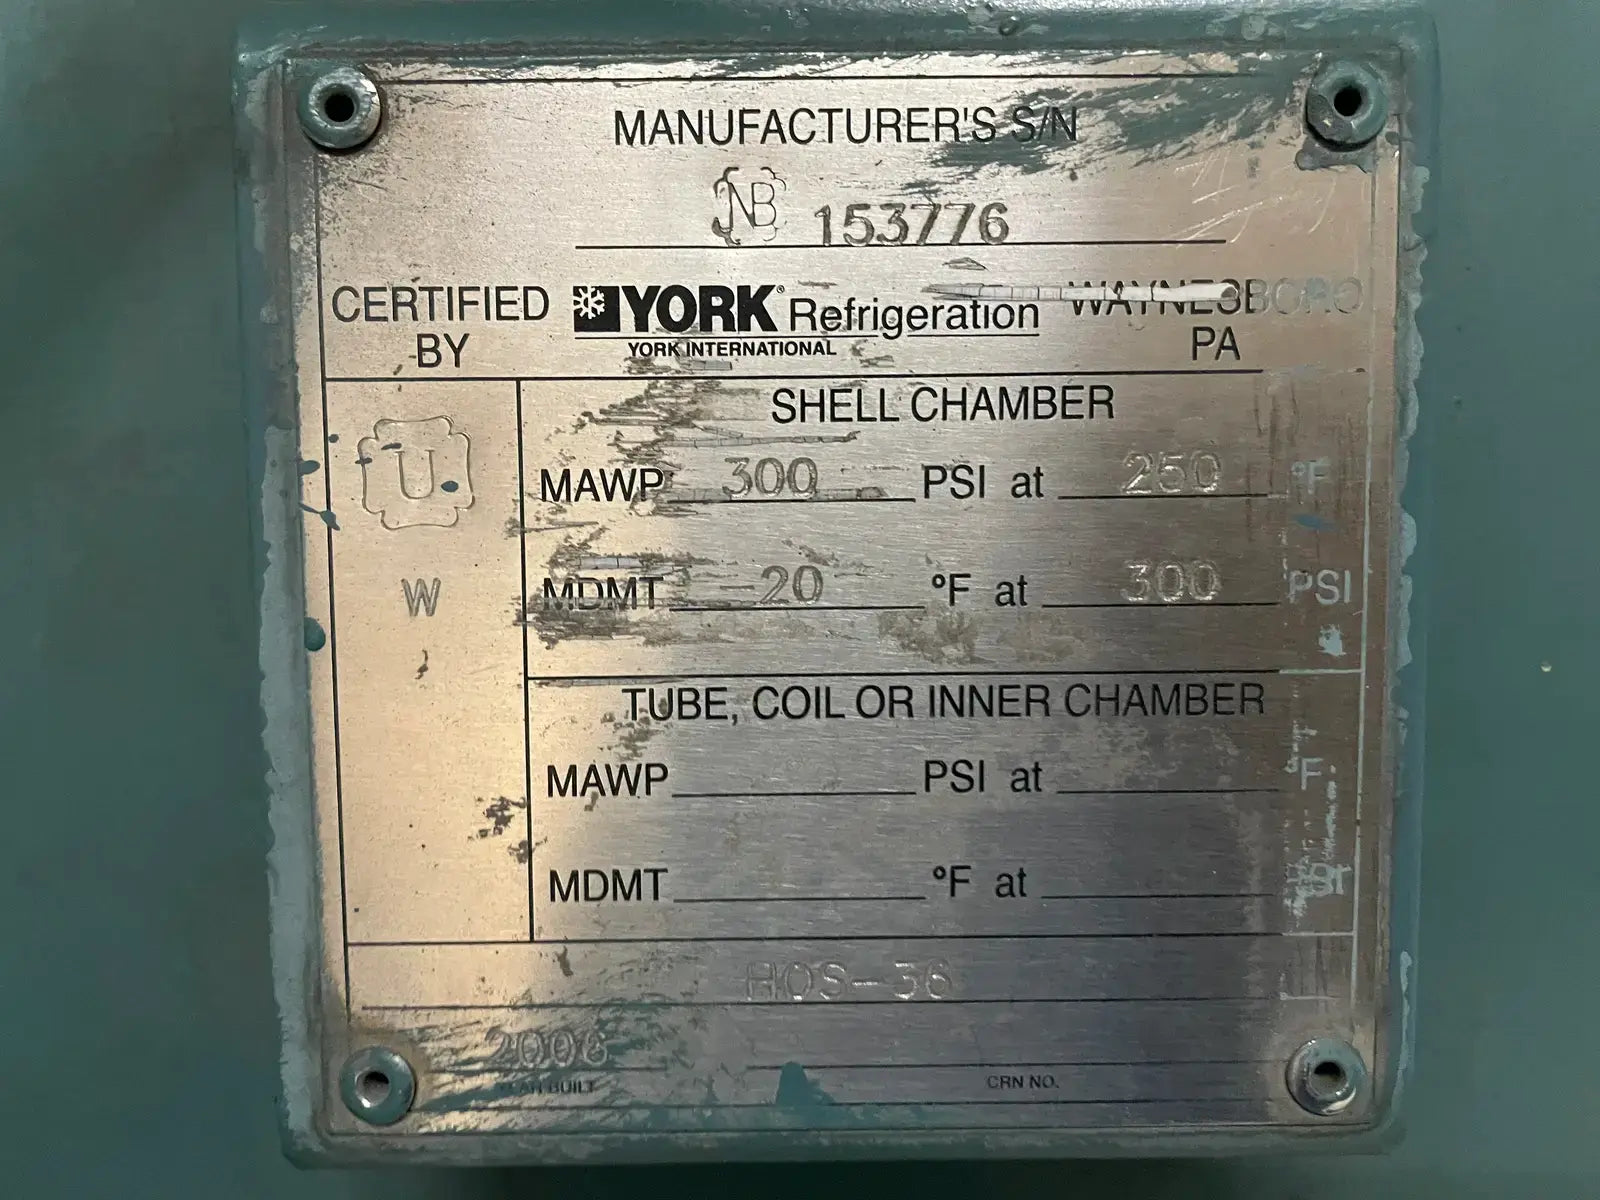 MANUFACTURER'S S/N
NB 153776
CERTIFIED BY
YORK® Refrigeration
YORK INTERNATIONAL
WAYNESBORO
PA
SHELL CHAMBER
U
MAWP 300 PSI at 250 °F
W
MDMT -20 °F at 300 PSI
TUBE, COIL OR INNER CHAMBER
MAWP PSI at °F
MDMT °F at PSI
HOS-36
YEAR BUILT
CRN NO.